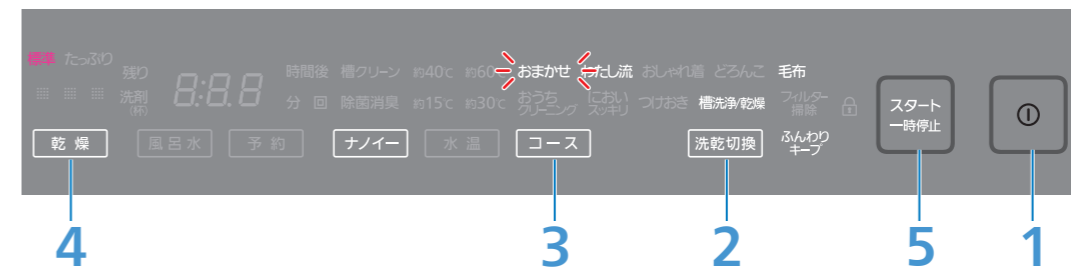 標準 たっぷり 残り 8:8.8 時間後 槽クリーン 約40℃ 約60℃ おまかせ わたし流 おしゃれ着 どろんこ 毛布
洗剤 (杯) 分 回 除菌消臭 約15℃ 約30℃ おうちクリーニング においスッキリ つけおき 槽洗浄/乾燥 フィルター掃除
乾燥 風呂水 予約 ナノイー 水温 コース 洗乾切換 ふんわりキープ
スタート
一時停止
4 3 2 5 1